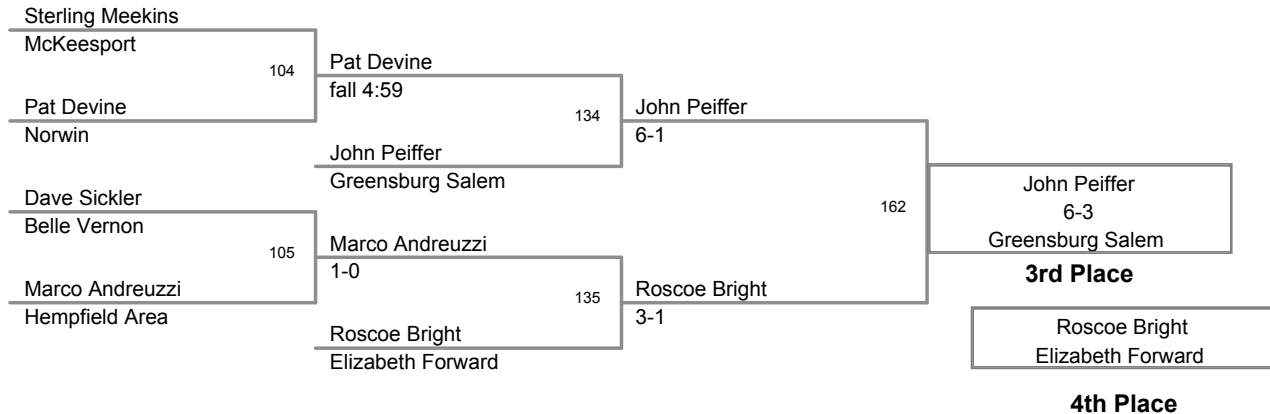 Sterling Meekins
McKeesport
104
Pat Devine
fall 4:59
Pat Devine
Norwin
134
John Peiffer
6-1
John Peiffer
Greensburg Salem
Dave Sickler
Belle Vernon
105
Marco Andreuzzi
1-0
Marco Andreuzzi
Hempfield Area
135
Roscoe Bright
3-1
Roscoe Bright
Elizabeth Forward
162
John Peiffer
6-3
Greensburg Salem
3rd Place
Roscoe Bright
Elizabeth Forward
4th Place